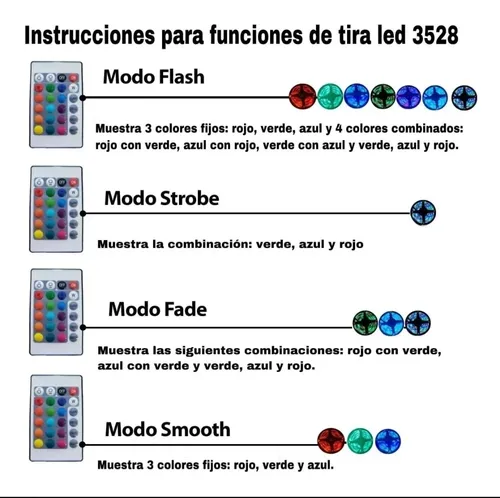 Instrucciones para funciones de tira led 3528
Modo Flash
Muestra 3 colores fijos: rojo, verde, azul y 4 colores combinados:
rojo con verde, azul con rojo, verde con azul y verde, azul y rojo.
Modo Strobe
Muestra la combinación: verde, azul y rojo
Modo Fade
Muestra las siguientes combinaciones: rojo con verde,
azul con verde y verde, azul y rojo.
Modo Smooth
Muestra 3 colores fijos: rojo, verde y azul.